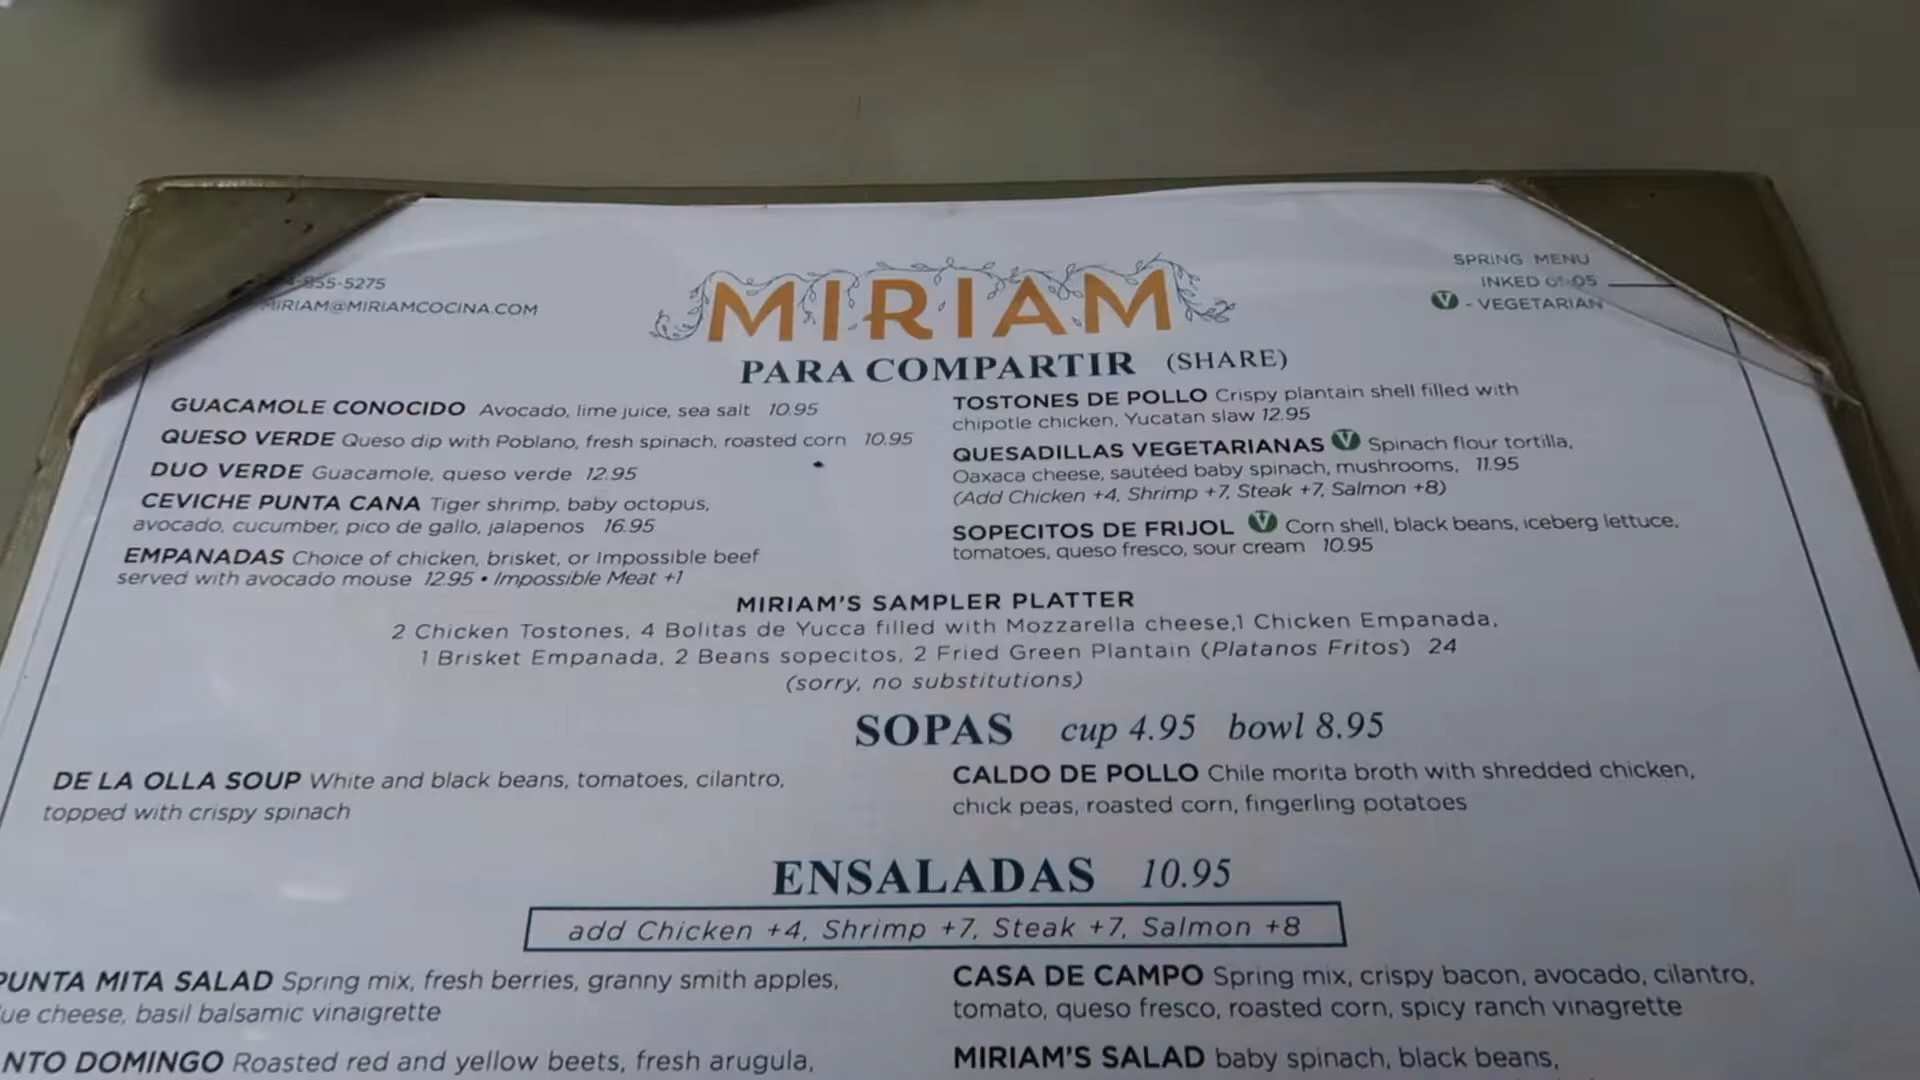 55-5275
MIRIAM@MIRIAMCOCINA.COM
MIRIAM
SPRING MENU
INKED
V - VEGETARIAN
PARA COMPARTIR (SHARE)
GUACAMOLE CONOCIDO Avocado, lime juice, sea salt 10.95
QUESO VERDE Queso dip with Poblano, fresh spinach, roasted corn 10.95
DUO VERDE Guacamole, queso verde 12.95
CEVICHE PUNTA CANA Tiger shrimp, baby octopus,
avocado, cucumber, pico de gallo, jalapenos 16.95
EMPANADAS Choice of chicken, brisket, or Impossible beef
served with avocado mouse 12.95 • Impossible Meat +1
TOSTONES DE POLLO Crispy plantain shell filled with
chipotle chicken, Yucatan slaw 12.95
QUESADILLAS VEGETARIANAS V Spinach flour tortilla,
Oaxaca cheese, sautéed baby spinach, mushrooms, 11.95
(Add Chicken +4, Shrimp +7, Steak +7, Salmon +8)
SOPECITOS DE FRIJOL V Corn shell, black beans, iceberg lettuce,
tomatoes, queso fresco, sour cream 10.95
MIRIAM'S SAMPLER PLATTER
2 Chicken Tostones, 4 Bolitas de Yucca filled with Mozzarella cheese,1 Chicken Empanada,
1 Brisket Empanada, 2 Beans sopecitos, 2 Fried Green Plantain (Platanos Fritos) 24
(sorry, no substitutions)
SOPAS cup 4.95 bowl 8.95
DE LA OLLA SOUP White and black beans, tomatoes, cilantro,
topped with crispy spinach
CALDO DE POLLO Chile morita broth with shredded chicken,
chick peas, roasted corn, fingerling potatoes
ENSALADAS 10.95
add Chicken +4, Shrimp +7, Steak +7, Salmon +8
PUNTA MITA SALAD Spring mix, fresh berries, granny smith apples,
ue cheese, basil balsamic vinaigrette
NTO DOMINGO Roasted red and yellow beets, fresh arugula,
CASA DE CAMPO Spring mix, crispy bacon, avocado, cilantro,
tomato, queso fresco, roasted corn, spicy ranch vinagrette
MIRIAM'S SALAD baby spinach, black beans,